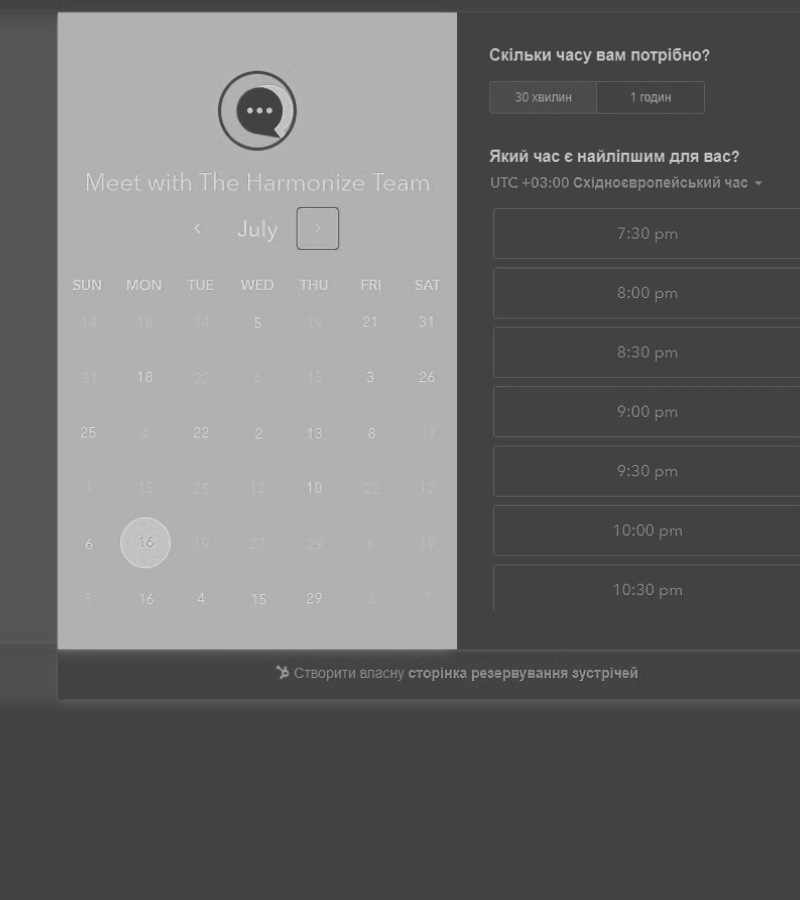 Meet with The Harmonize Team
July
SUN MON TUE WED THU FRI SAT
14 13 14 5 19 21 31
31 18 22 6 15 3 26
25 4 22 2 13 8 17
1 15 25 12 10 22 12
6 16 19 27 29 6 19
5 16 4 15 29 8 7
Скільки часу вам потрібно?
30 хвилин 1 годин
Який час є найліпшим для вас?
UTC +03:00 Східноєвропейський час
7:30 pm
8:00 pm
8:30 pm
9:00 pm
9:30 pm
10:00 pm
10:30 pm
Створити власну сторінка резервування зустрічей